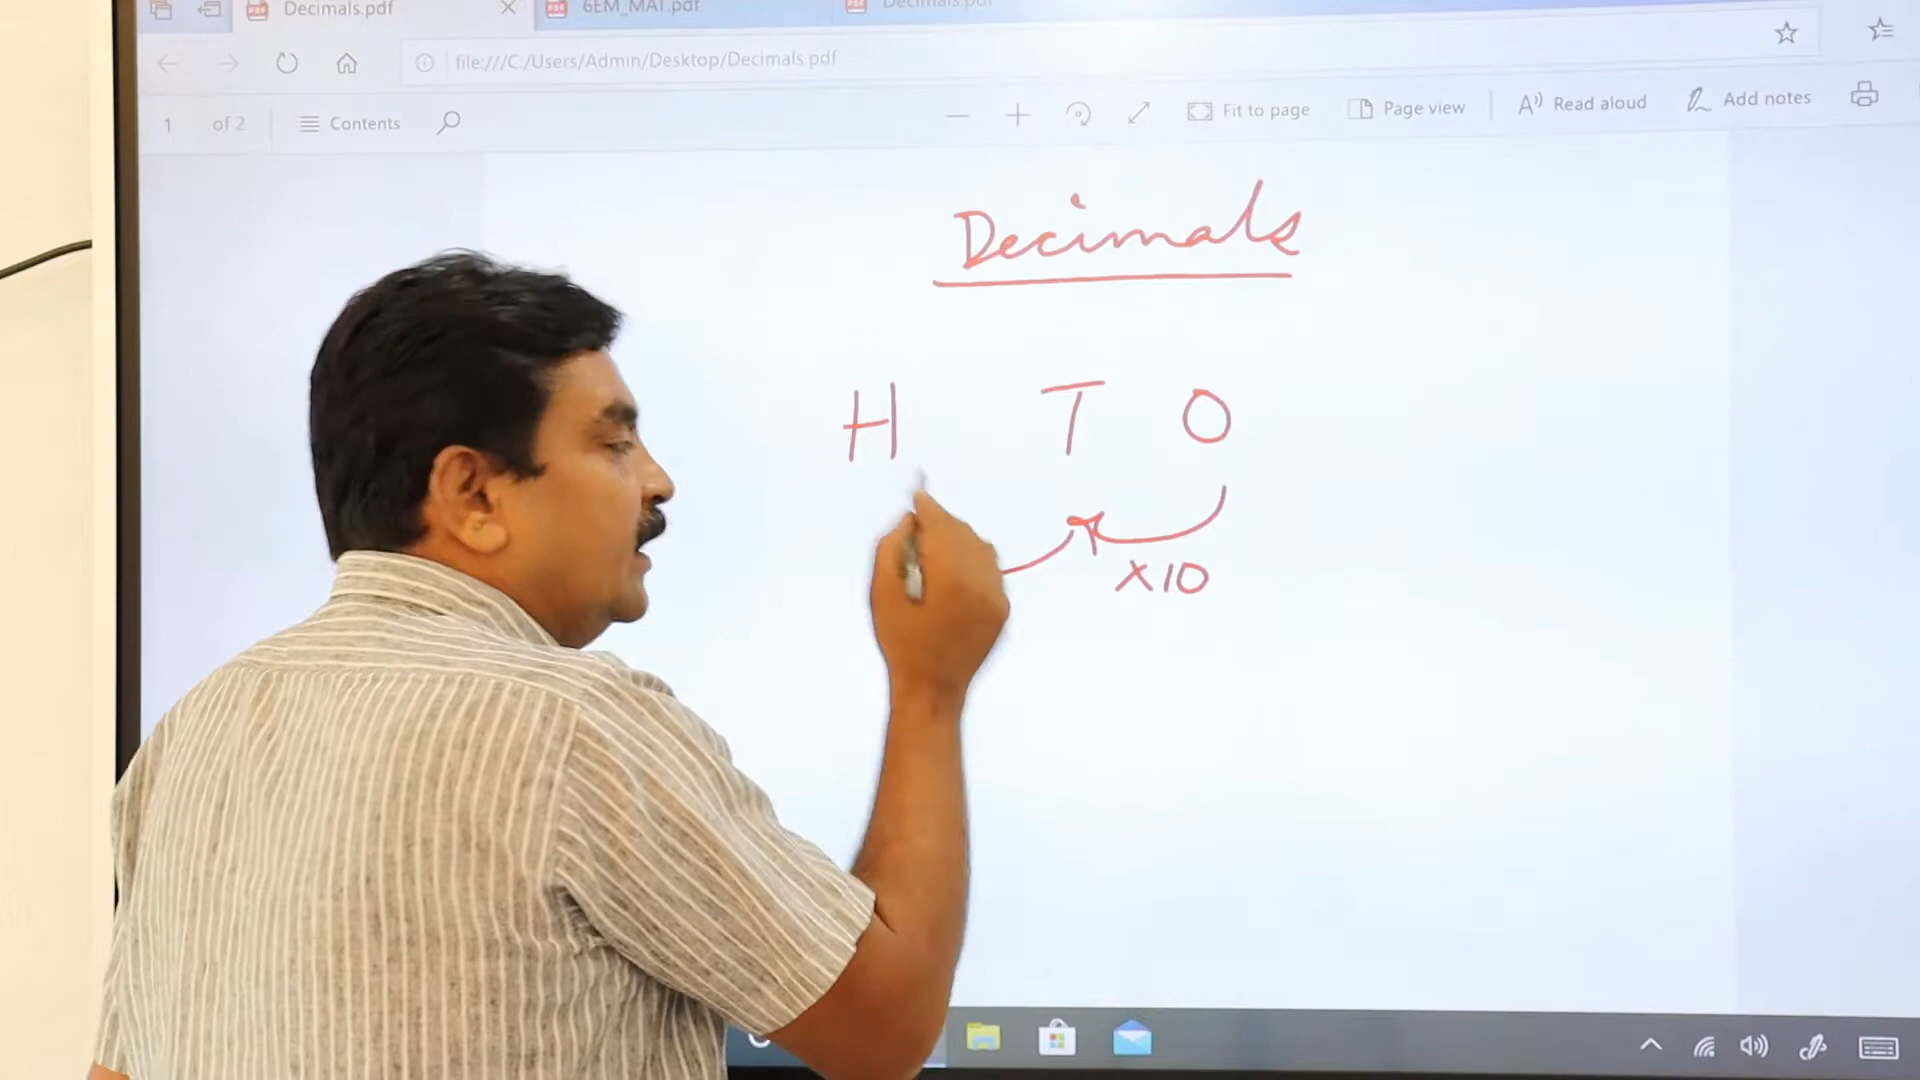 Decimals.pdf 6EM_MAT.pdf Decimals.pdf
file:///C:/Users/Admin/Desktop/Decimals.pdf
1 of 2 Contents Fit to page Page view Read aloud Add notes
Decimals
H T O
×10